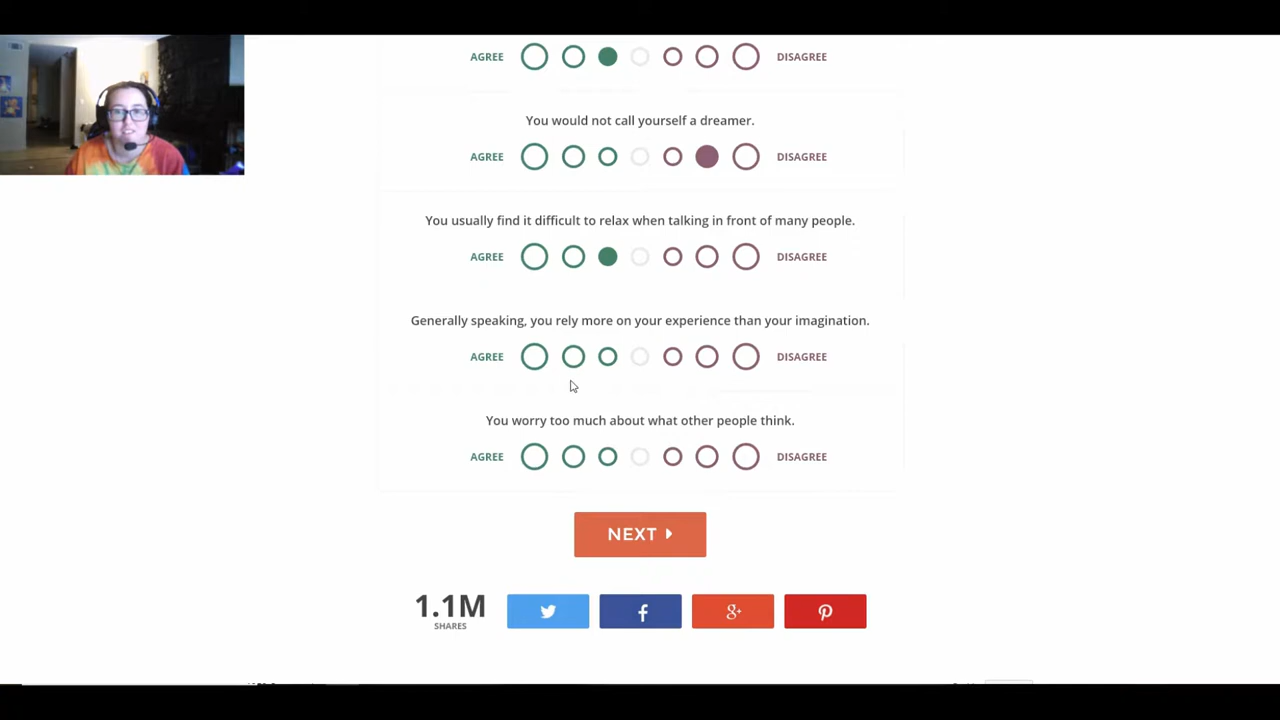 AGREE DISAGREE
You would not call yourself a dreamer.
AGREE DISAGREE
You usually find it difficult to relax when talking in front of many people.
AGREE DISAGREE
Generally speaking, you rely more on your experience than your imagination.
AGREE DISAGREE
You worry too much about what other people think.
AGREE DISAGREE
NEXT
1.1M
SHARES